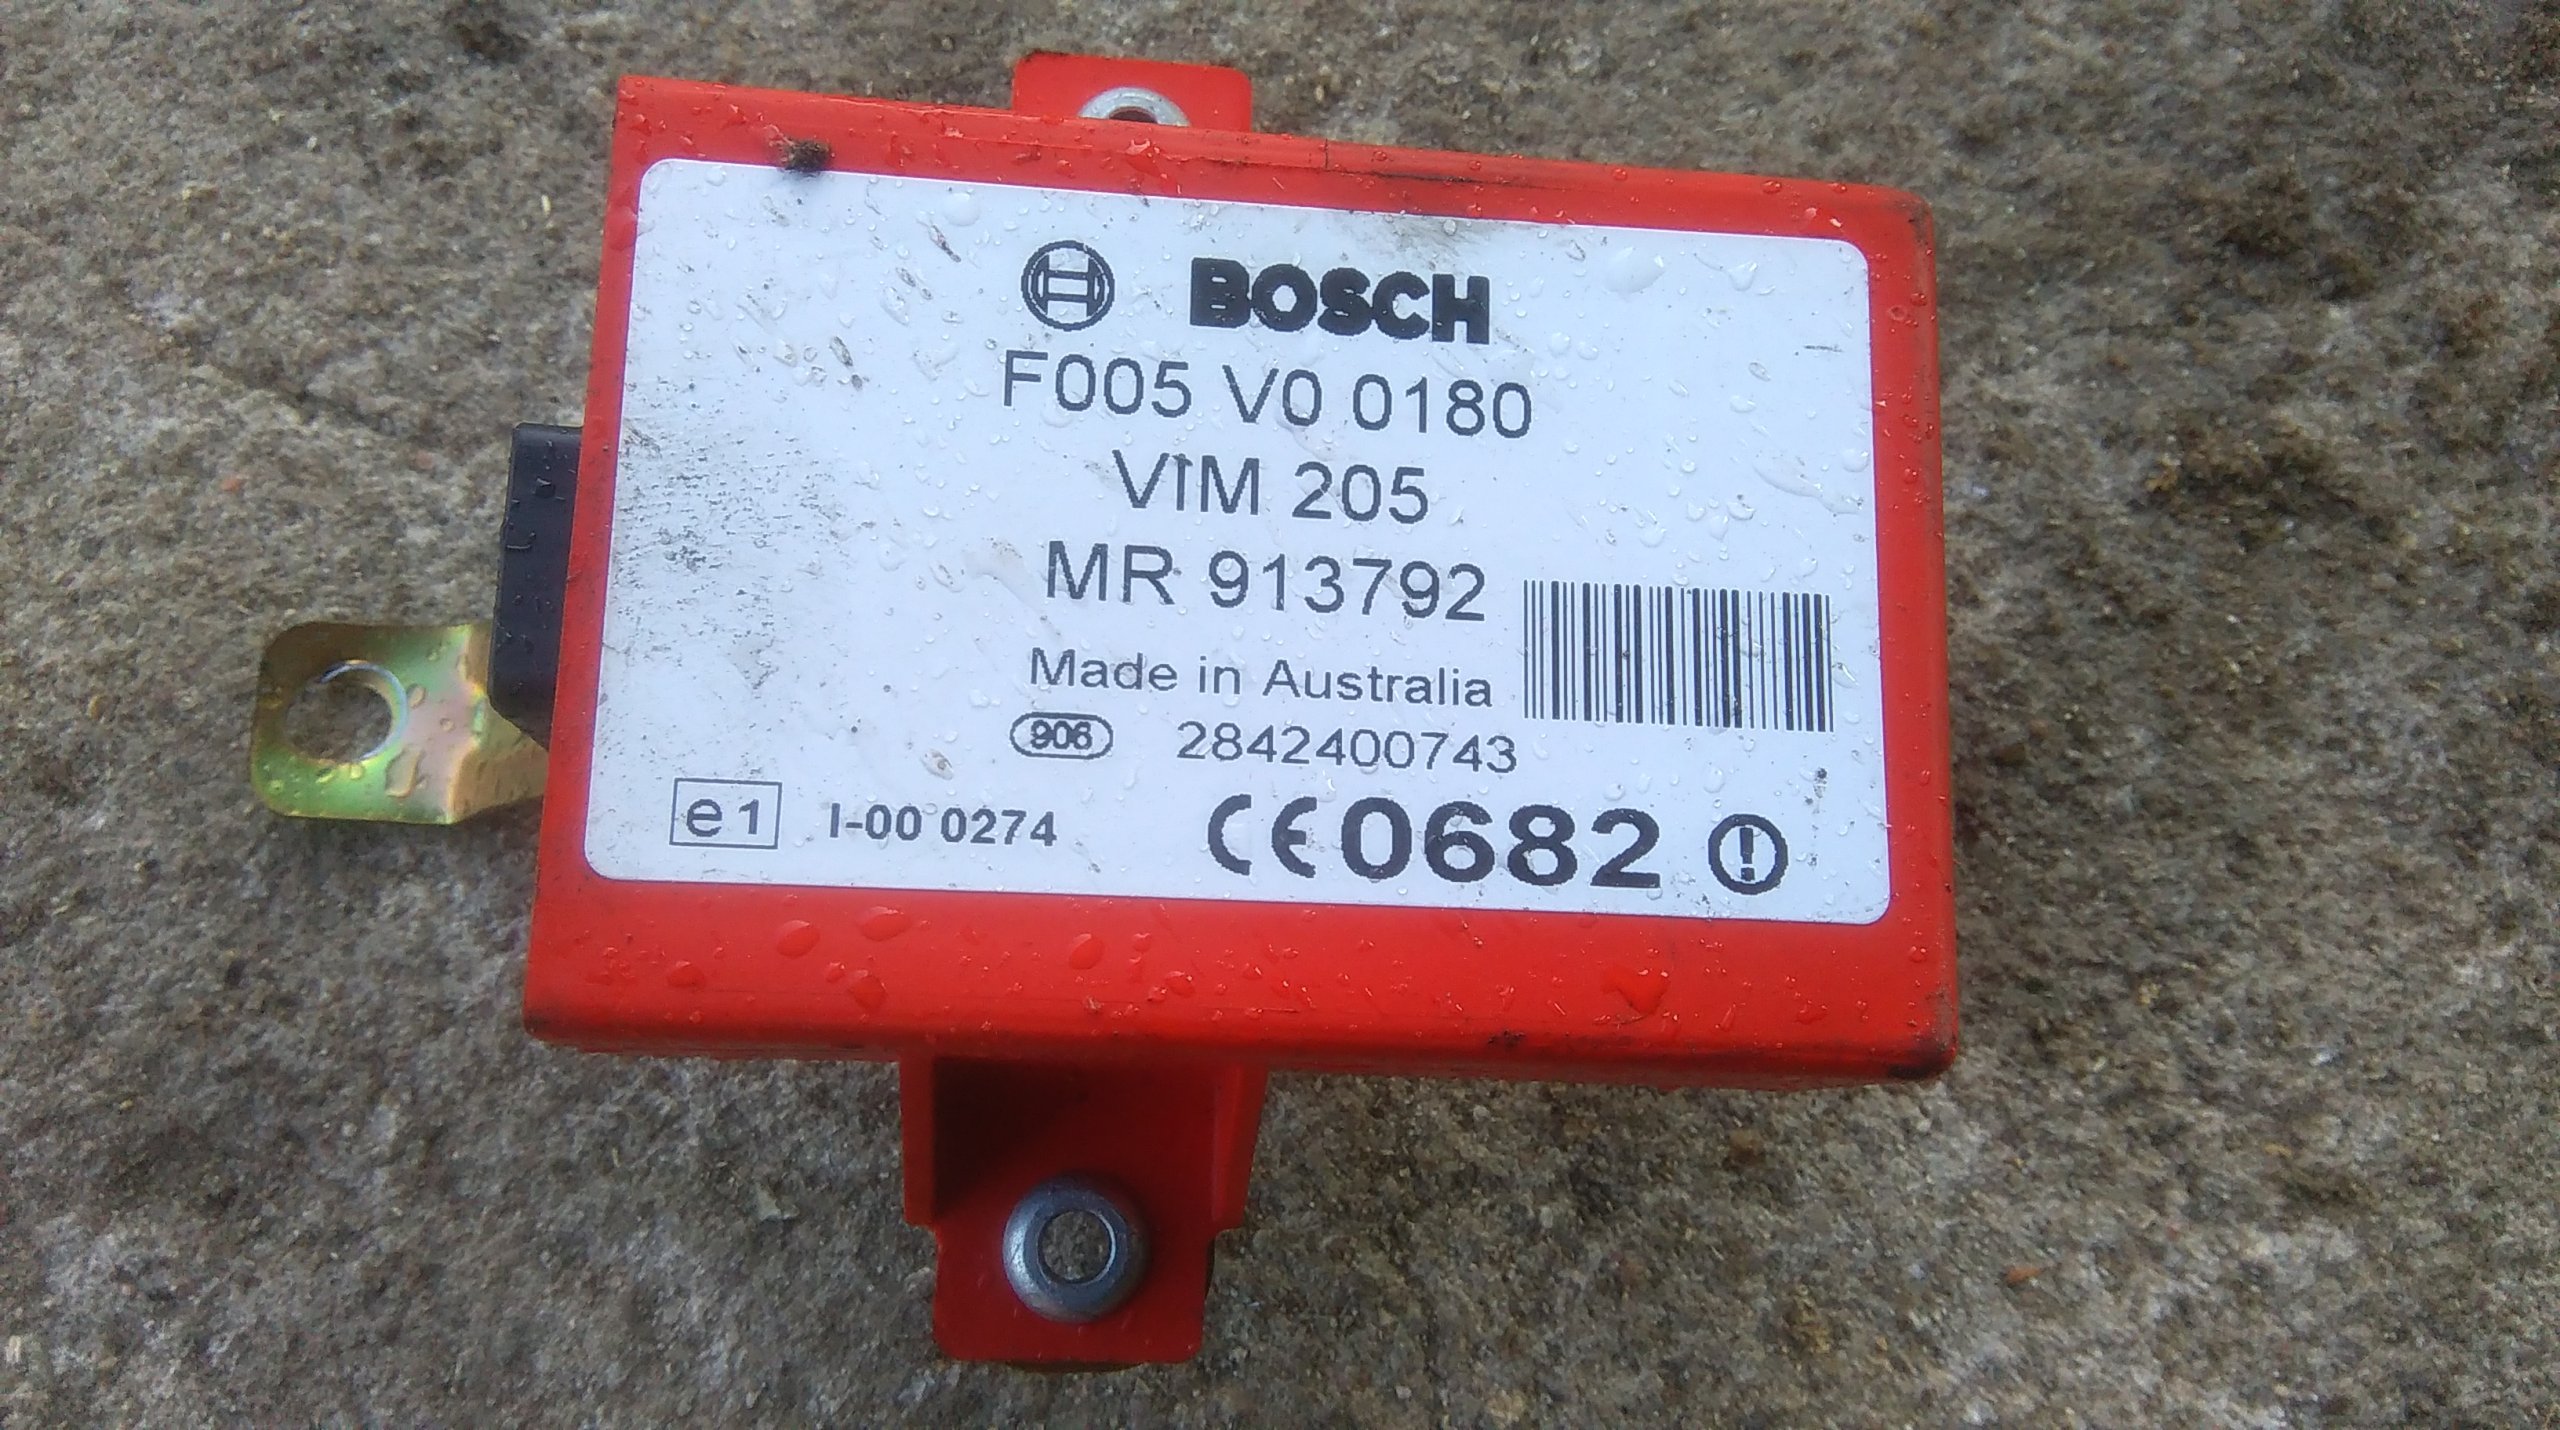 BOSCH
F005 V0 0180
VIM 205
MR 913792
Made in Australia
906 2842400743
e1 I-00 0274 CE0682 !